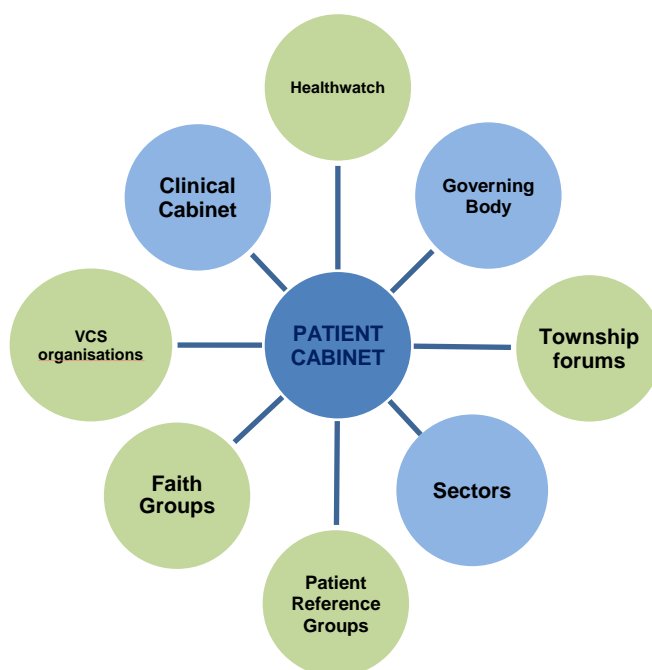 Healthwatch
Clinical
Cabinet
Governing
Body
VCS
organisations
PATIENT
CABINET
Township
forums
Faith
Groups
Sectors
Patient
Reference
Groups